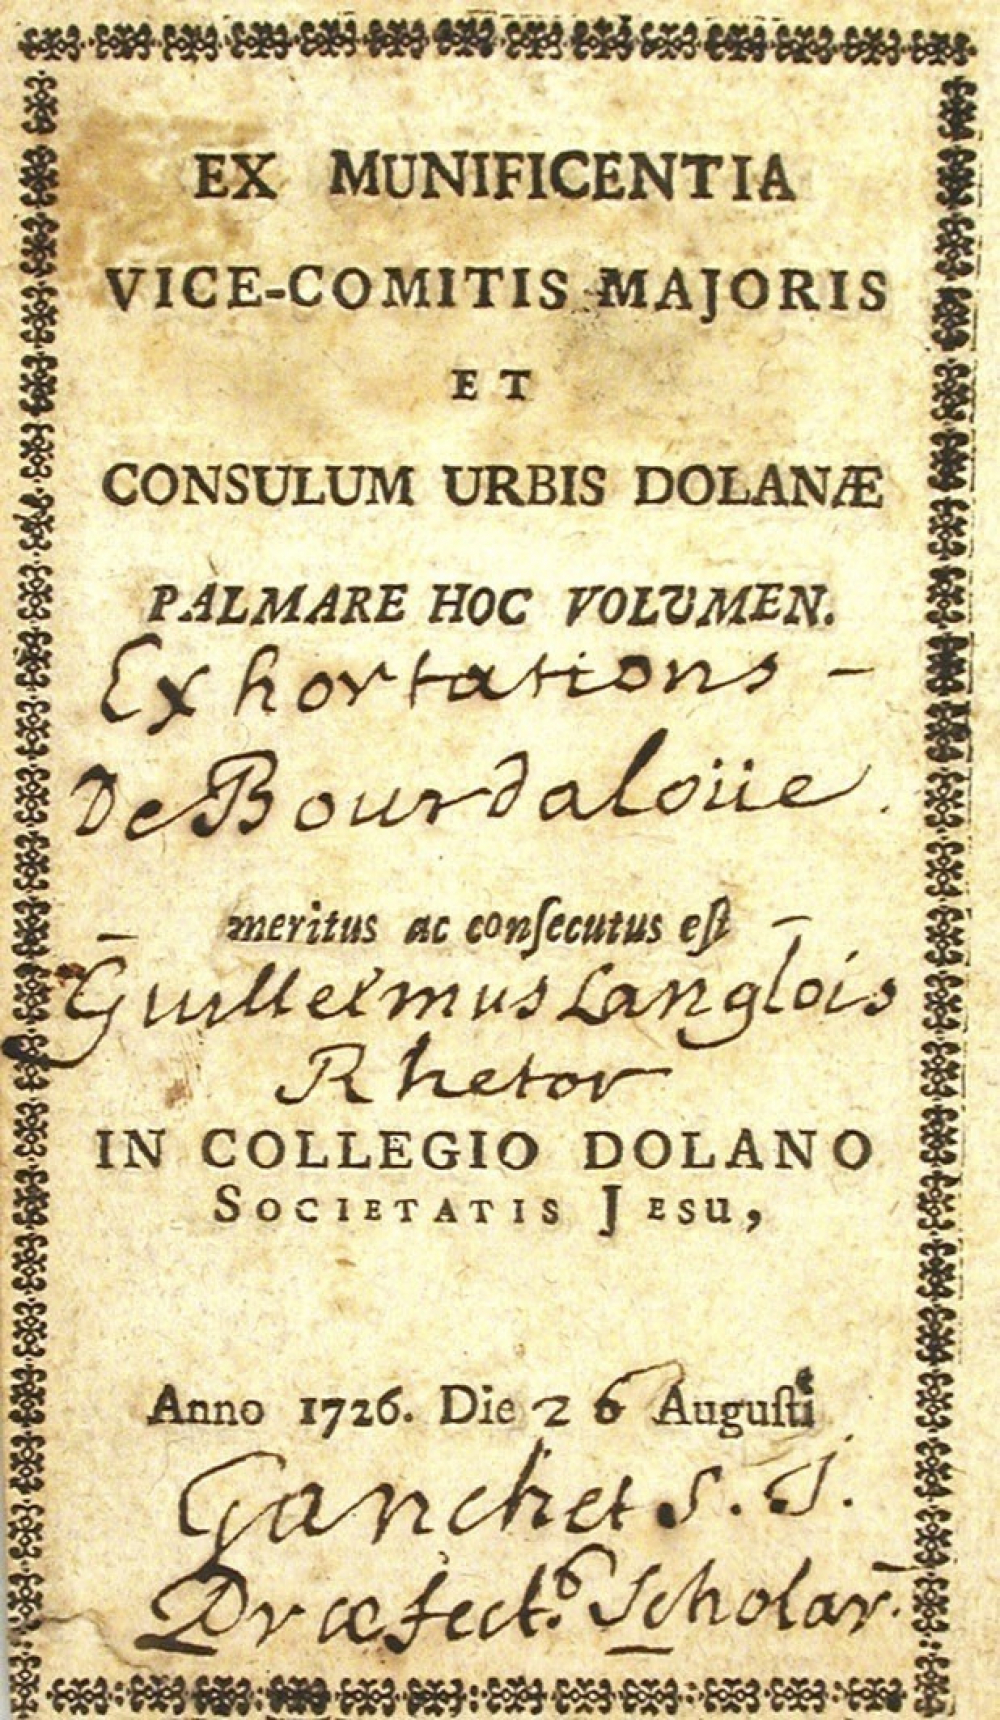 EX MUNIFICENTIA
VICE-COMITIS MAJORIS
ET
CONSULUM URBIS DOLANÆ
PALMARE HOC VOLUMEN.
Exhortations -
De Bourdaloüe.
meritus ac conſecutus eſt
Guillelmus Langlois
Rhetor
IN COLLEGIO DOLANO
SOCIETATIS JESU,
Anno 1726. Die 26 Auguſti
Ganchet S. J.
Præfect.⁹ Scholar.